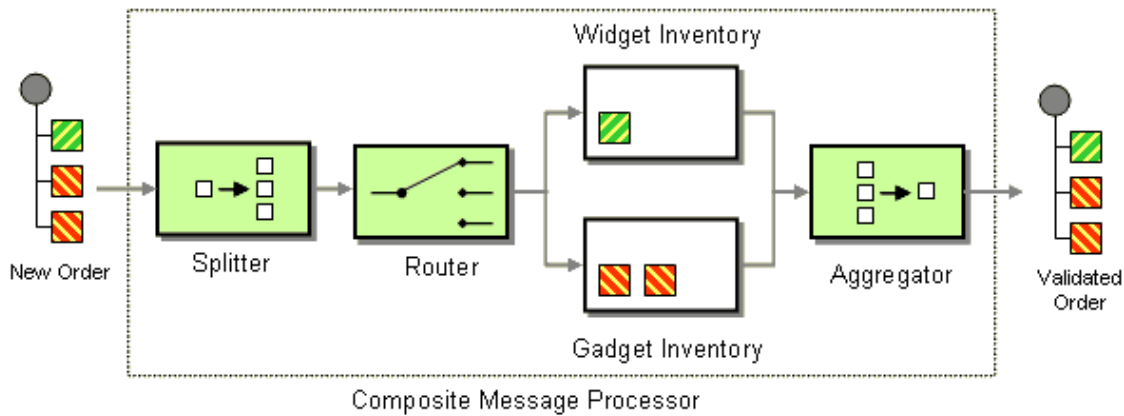 Widget Inventory
New Order
Splitter
Router
Aggregator
Validated
Order
Gadget Inventory
Composite Message Processor